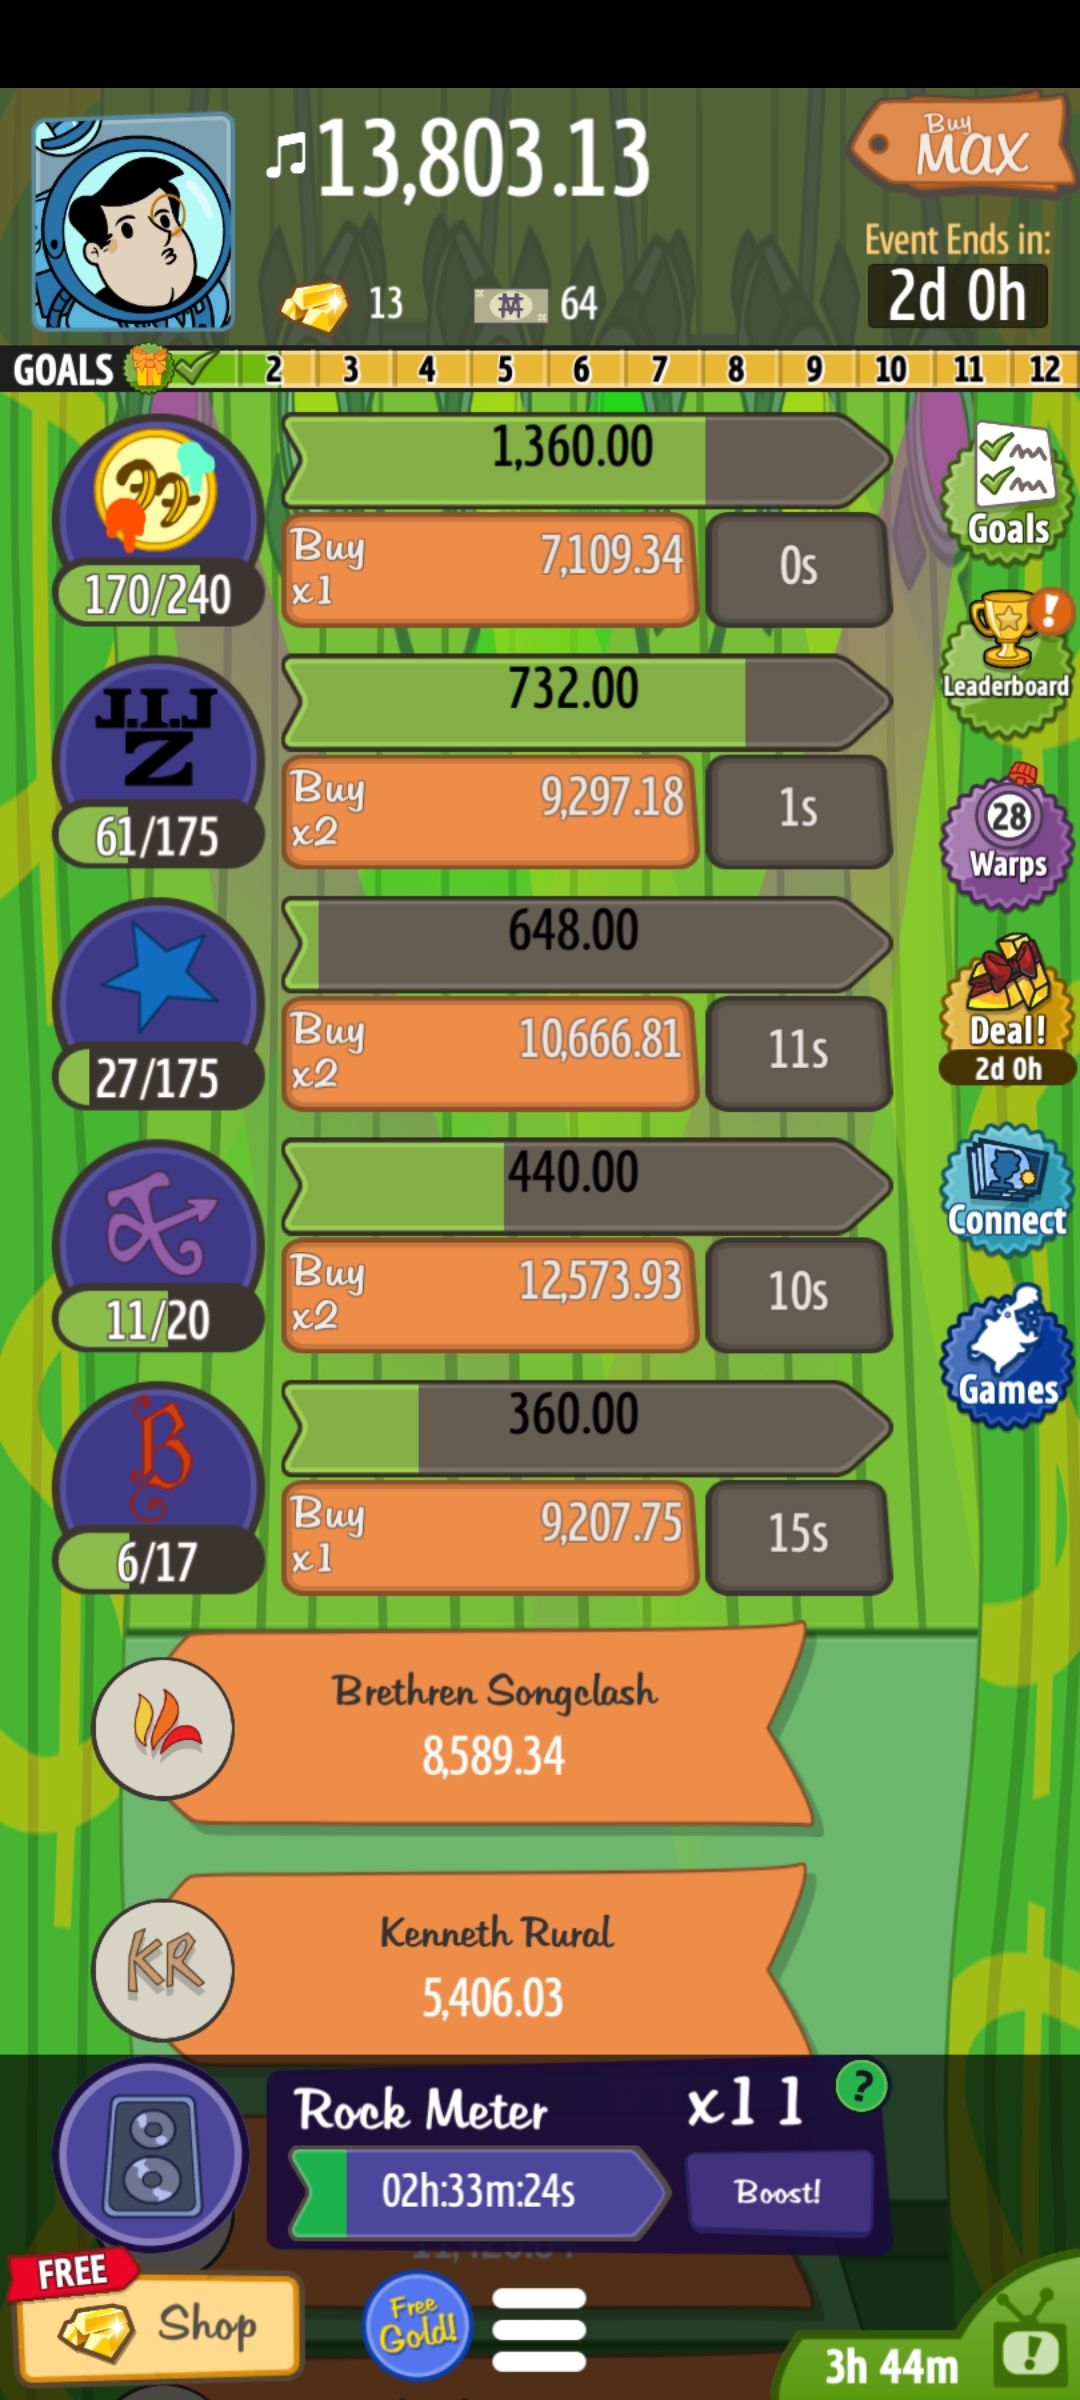 13,803.13
Buy
MAX
Event Ends in:
13
64
2d 0h
GOALS 2 3 4 5 6 7 8 9 10 11 12
1,360.00
Buy
x1
7,109.34
0s
170/240
Goals
J.I.J
Z
732.00
Buy
x2
9,297.18
1s
61/175
Leaderboard
648.00
Buy
x2
10,666.81
11s
27/175
28
Warps
Deal!
2d 0h
440.00
Buy
x2
12,573.93
10s
11/20
Connect
B
360.00
Buy
x1
9,207.75
15s
6/17
Games
Brethren Songclash
8,589.34
KR
Kenneth Rural
5,406.03
Rock Meter
x11
?
02h:33m:24s
Boost!
FREE
Shop
Free
Gold!
3h 44m